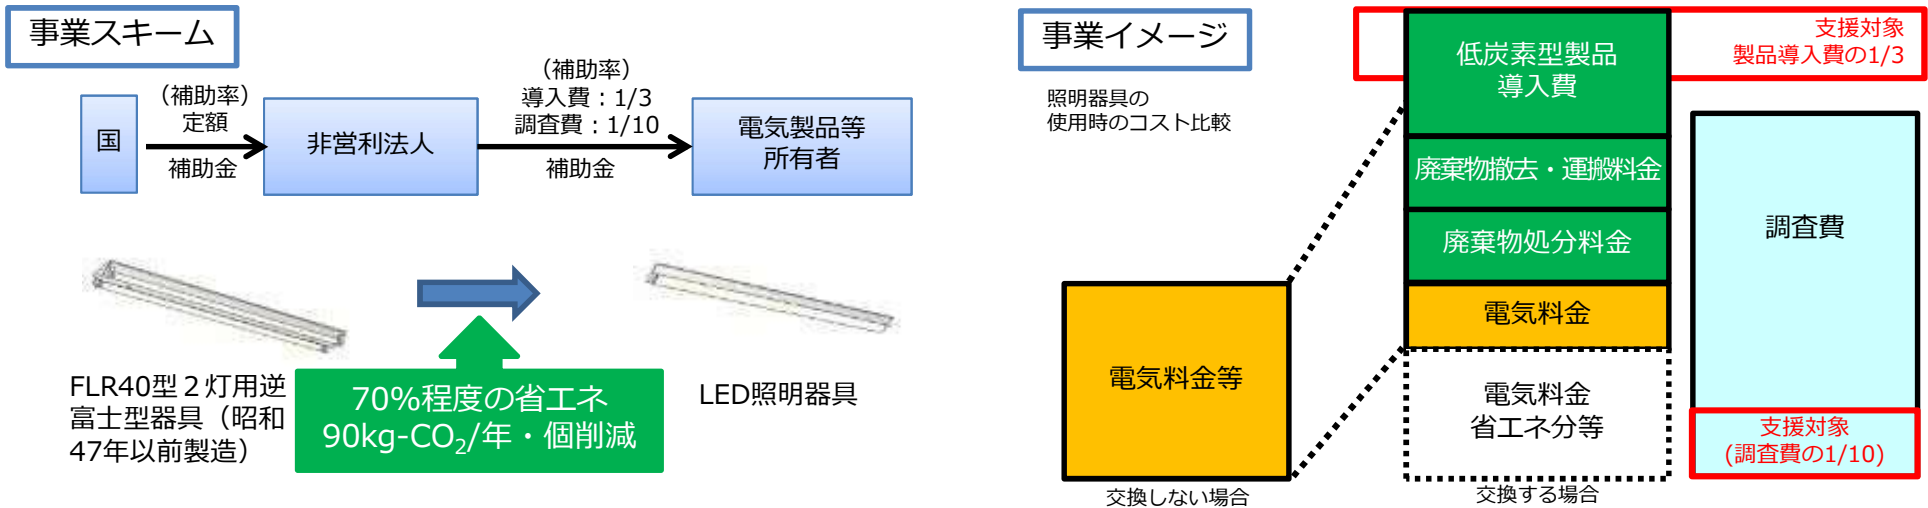 事業スキーム
国
（補助率）
定額
補助金
非営利法人
（補助率）
導入費：1/3
調査費：1/10
補助金
電気製品等
所有者
FLR40型２灯用逆
富士型器具（昭和
47年以前製造）
70%程度の省エネ
90kg-CO₂/年・個削減
LED照明器具
事業イメージ
照明器具の
使用時のコスト比較
支援対象
製品導入費の1/3
低炭素型製品
導入費
廃棄物撤去・運搬料金
廃棄物処分料金
電気料金
電気料金
省エネ分等
交換する場合
電気料金等
交換しない場合
調査費
支援対象
(調査費の1/10)